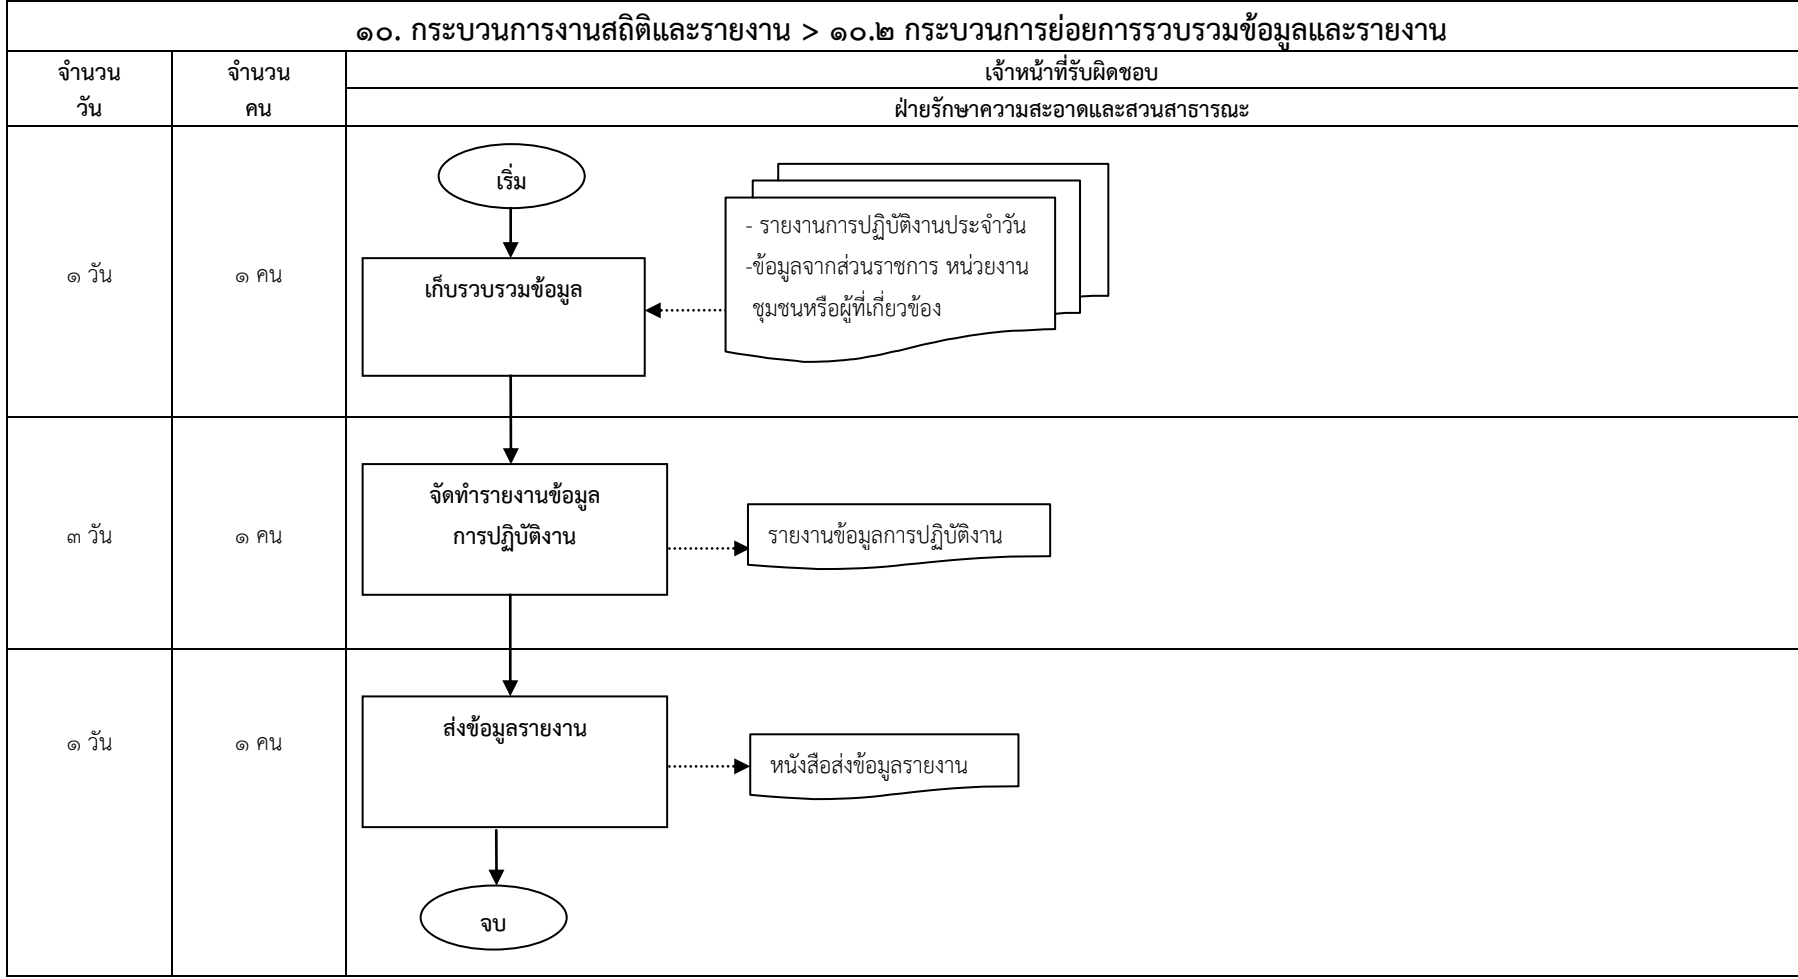 ๑๐. กระบวนการงานสถิติและรายงาน > ๑๐.๒ กระบวนการย่อยการรวบรวมข้อมูลและรายงาน
จำนวน
วัน
จำนวน
คน
เจ้าหน้าที่รับผิดชอบ
ฝ่ายรักษาความสะอาดและสวนสาธารณะ
๑ วัน
๑ คน
เริ่ม
เก็บรวบรวมข้อมูล
- รายงานการปฏิบัติงานประจำวัน
-ข้อมูลจากส่วนราชการ หน่วยงาน
ชุมชนหรือผู้ที่เกี่ยวข้อง
๓ วัน
๑ คน
จัดทำรายงานข้อมูล
การปฏิบัติงาน
รายงานข้อมูลการปฏิบัติงาน
๑ วัน
๑ คน
ส่งข้อมูลรายงาน
หนังสือส่งข้อมูลรายงาน
จบ